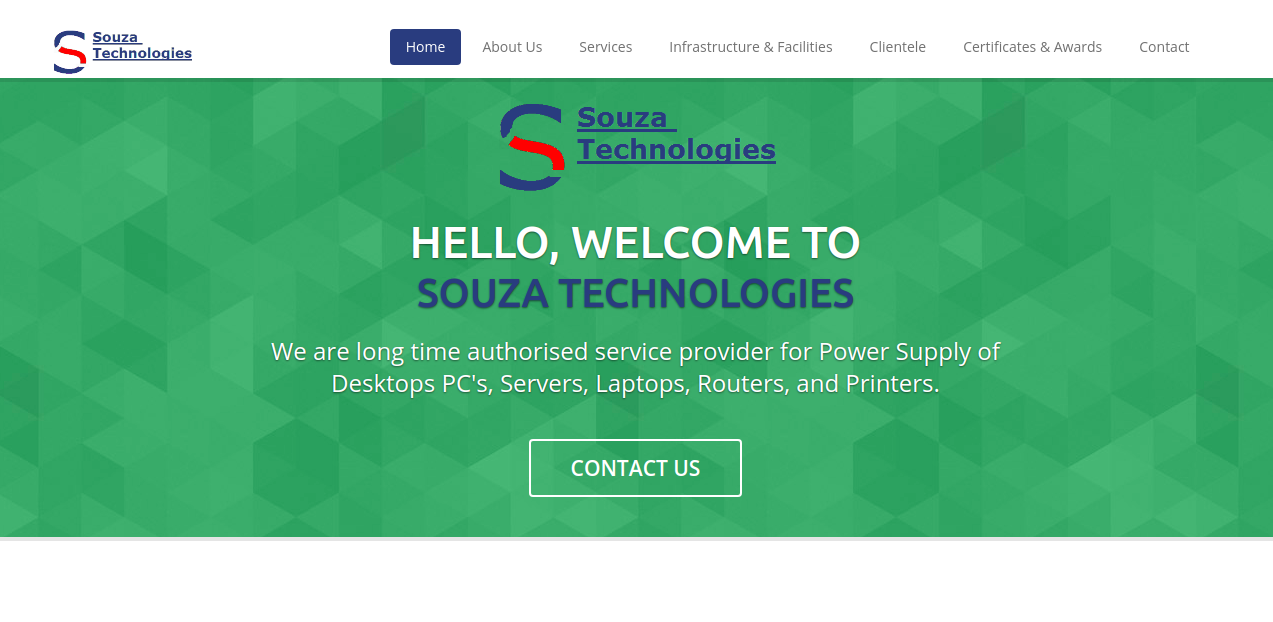 Souza
Technologies
Home About Us Services Infrastructure & Facilities Clientele Certificates & Awards Contact
Souza
Technologies
HELLO, WELCOME TO
SOUZA TECHNOLOGIES
We are long time authorised service provider for Power Supply of
Desktops PC's, Servers, Laptops, Routers, and Printers.
CONTACT US